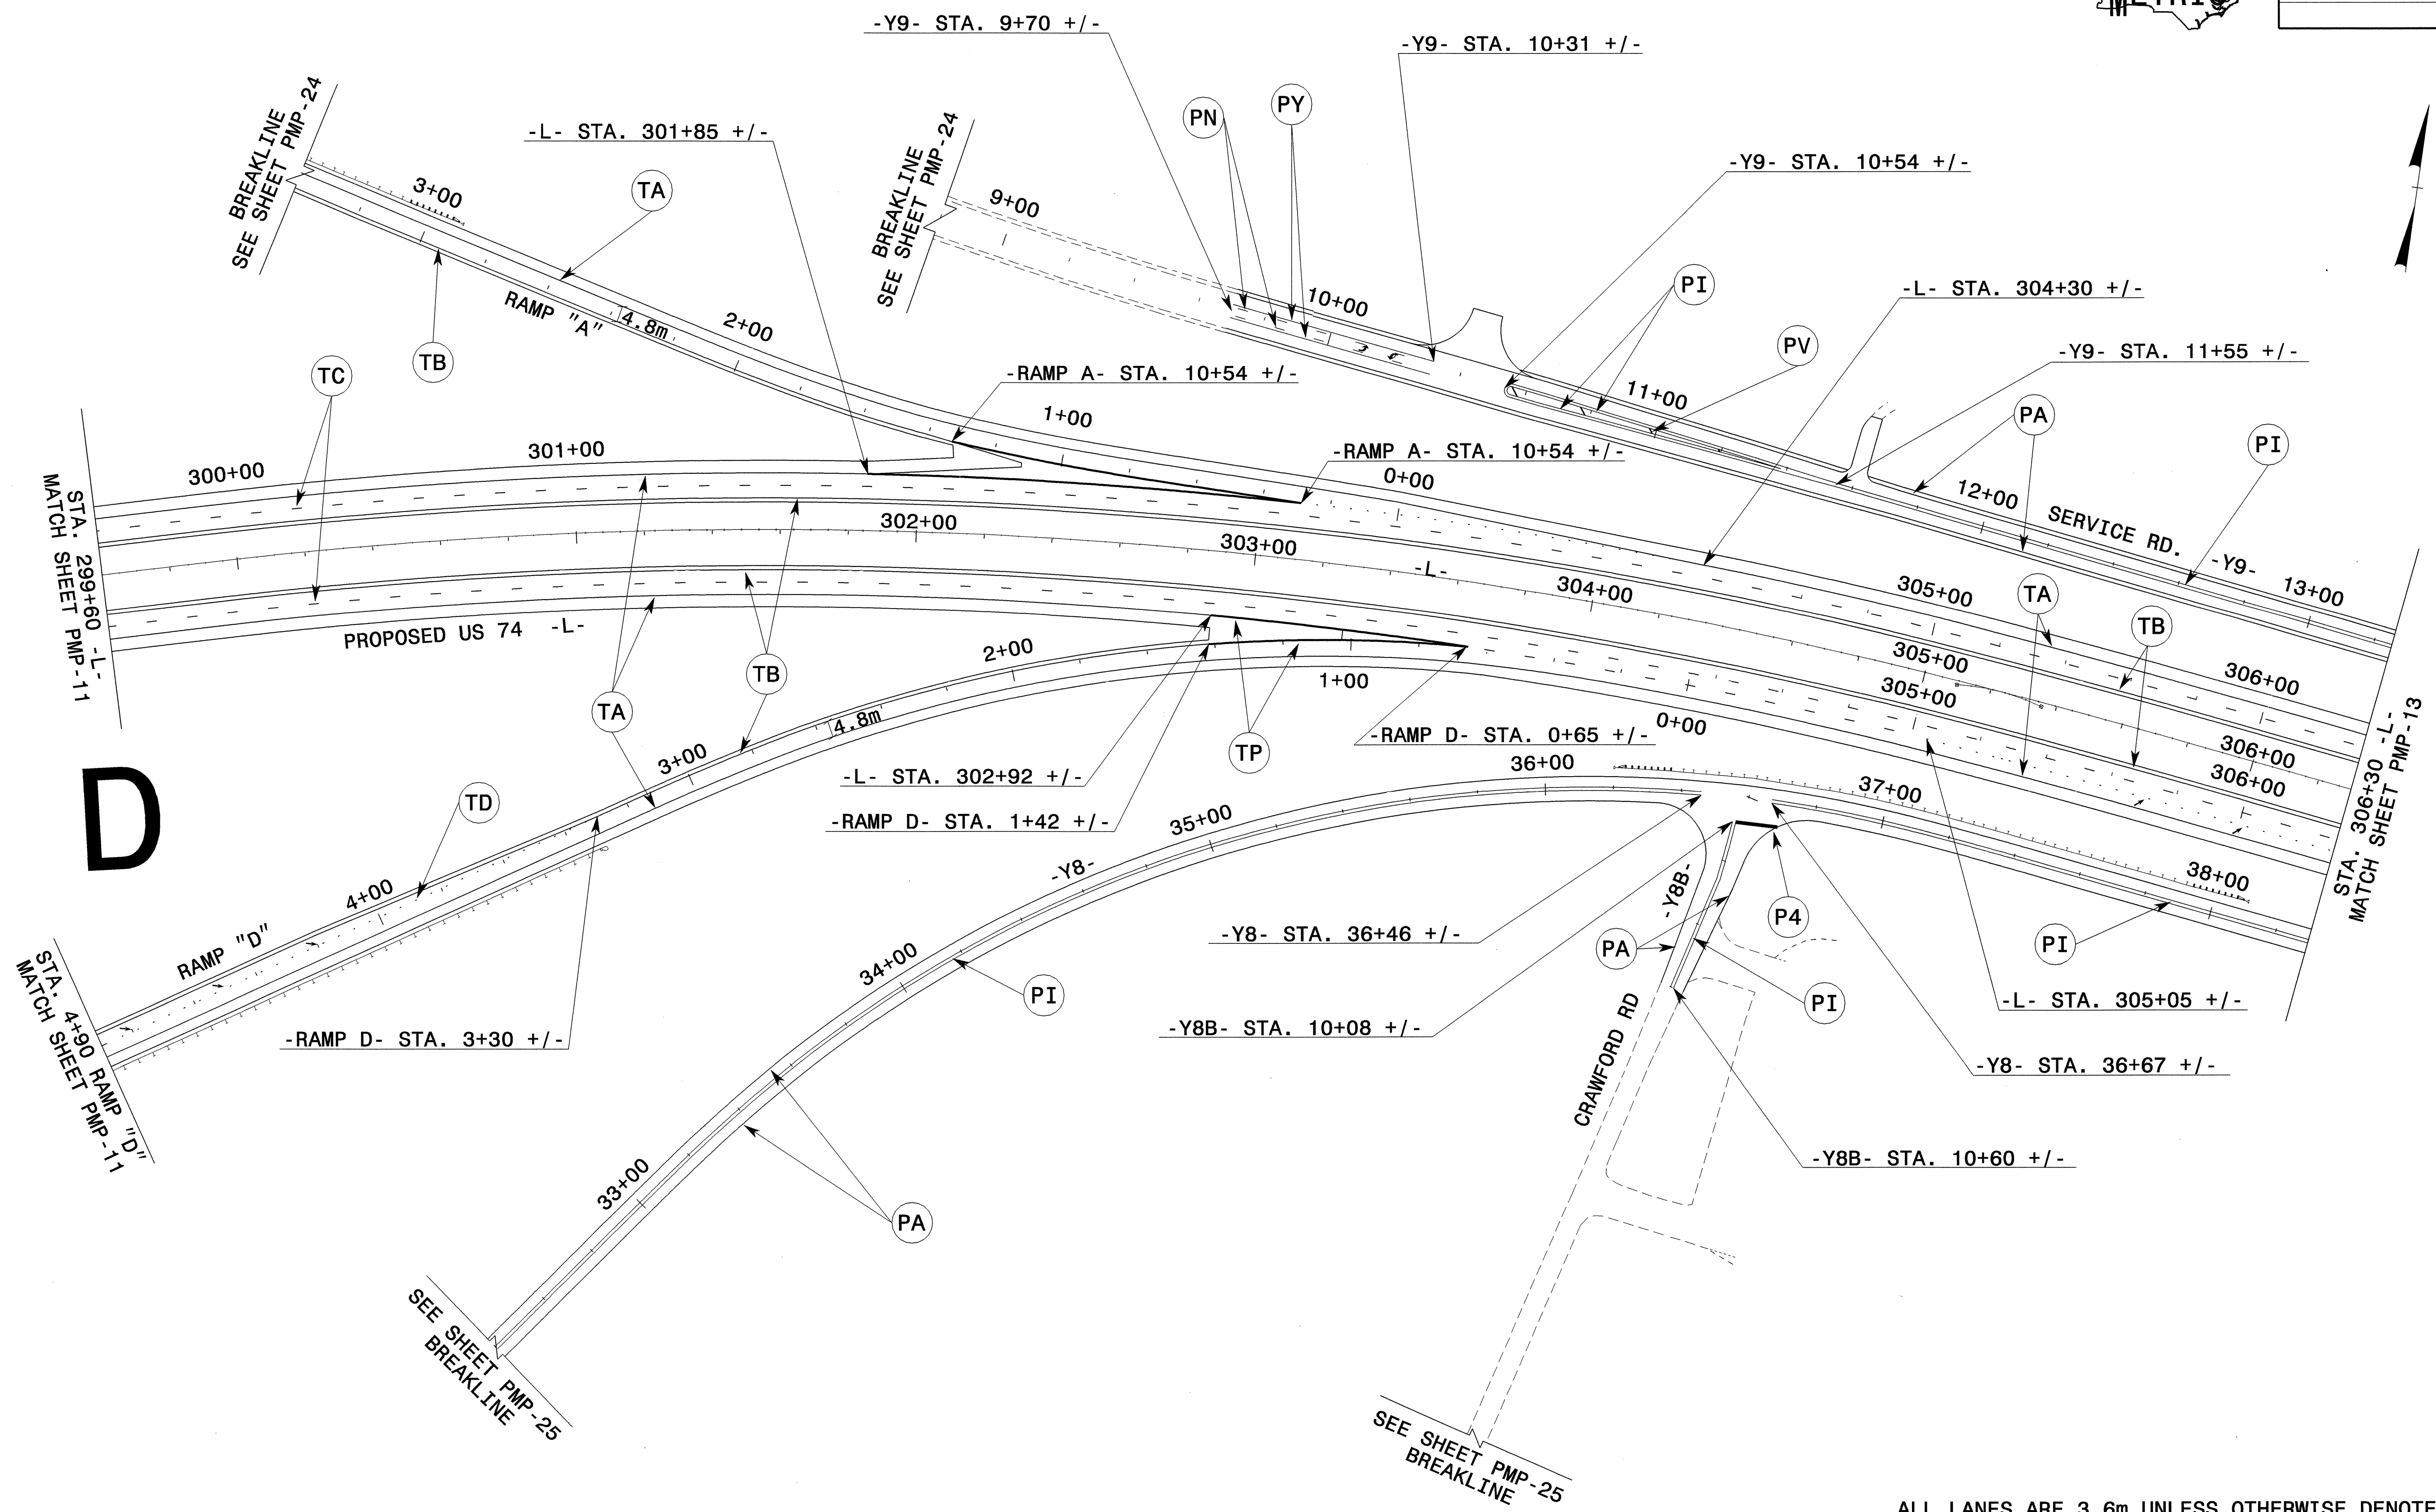 METRIC
-Y9- STA. 9+70 +/-
-Y9- STA. 10+31 +/-
BREAKLINE
SEE SHEET PMP-24
-L- STA. 301+85 +/-
3+00
TA
BREAKLINE
SEE SHEET PMP-24
PN
PY
9+00
-Y9- STA. 10+54 +/-
PI
-L- STA. 304+30 +/-
10+00
PV
-Y9- STA. 11+55 +/-
RAMP "A"
4.8m
2+00
TB
TC
-RAMP A- STA. 10+54 +/-
1+00
11+00
PA
PI
-RAMP A- STA. 10+54 +/-
0+00
12+00
SERVICE RD.
-Y9-
13+00
300+00
301+00
302+00
303+00
-L-
304+00
305+00
TA
TB
306+00
STA. 299+60 -L-
MATCH SHEET PMP-11
PROPOSED US 74 -L-
TB
TA
2+00
1+00
305+00
305+00
306+00
306+00
STA. 306+30 -L-
MATCH SHEET PMP-13
4.8m
3+00
0+00
TP
-RAMP D- STA. 0+65 +/-
-L- STA. 302+92 +/-
-RAMP D- STA. 1+42 +/-
36+00
37+00
38+00
35+00
-Y8-
D
TD
4+00
RAMP "D"
34+00
-Y8B-
P4
-Y8- STA. 36+46 +/-
PA
PI
PI
PI
-L- STA. 305+05 +/-
-Y8B- STA. 10+08 +/-
STA. 4+90 RAMP "D"
MATCH SHEET PMP-11
-RAMP D- STA. 3+30 +/-
CRAWFORD RD
-Y8- STA. 36+67 +/-
-Y8B- STA. 10+60 +/-
33+00
PA
SEE SHEET PMP-25
BREAKLINE
SEE SHEET PMP-25
BREAKLINE
ALL LANES ARE 3.6m UNLESS OTHERWISE DENOTE